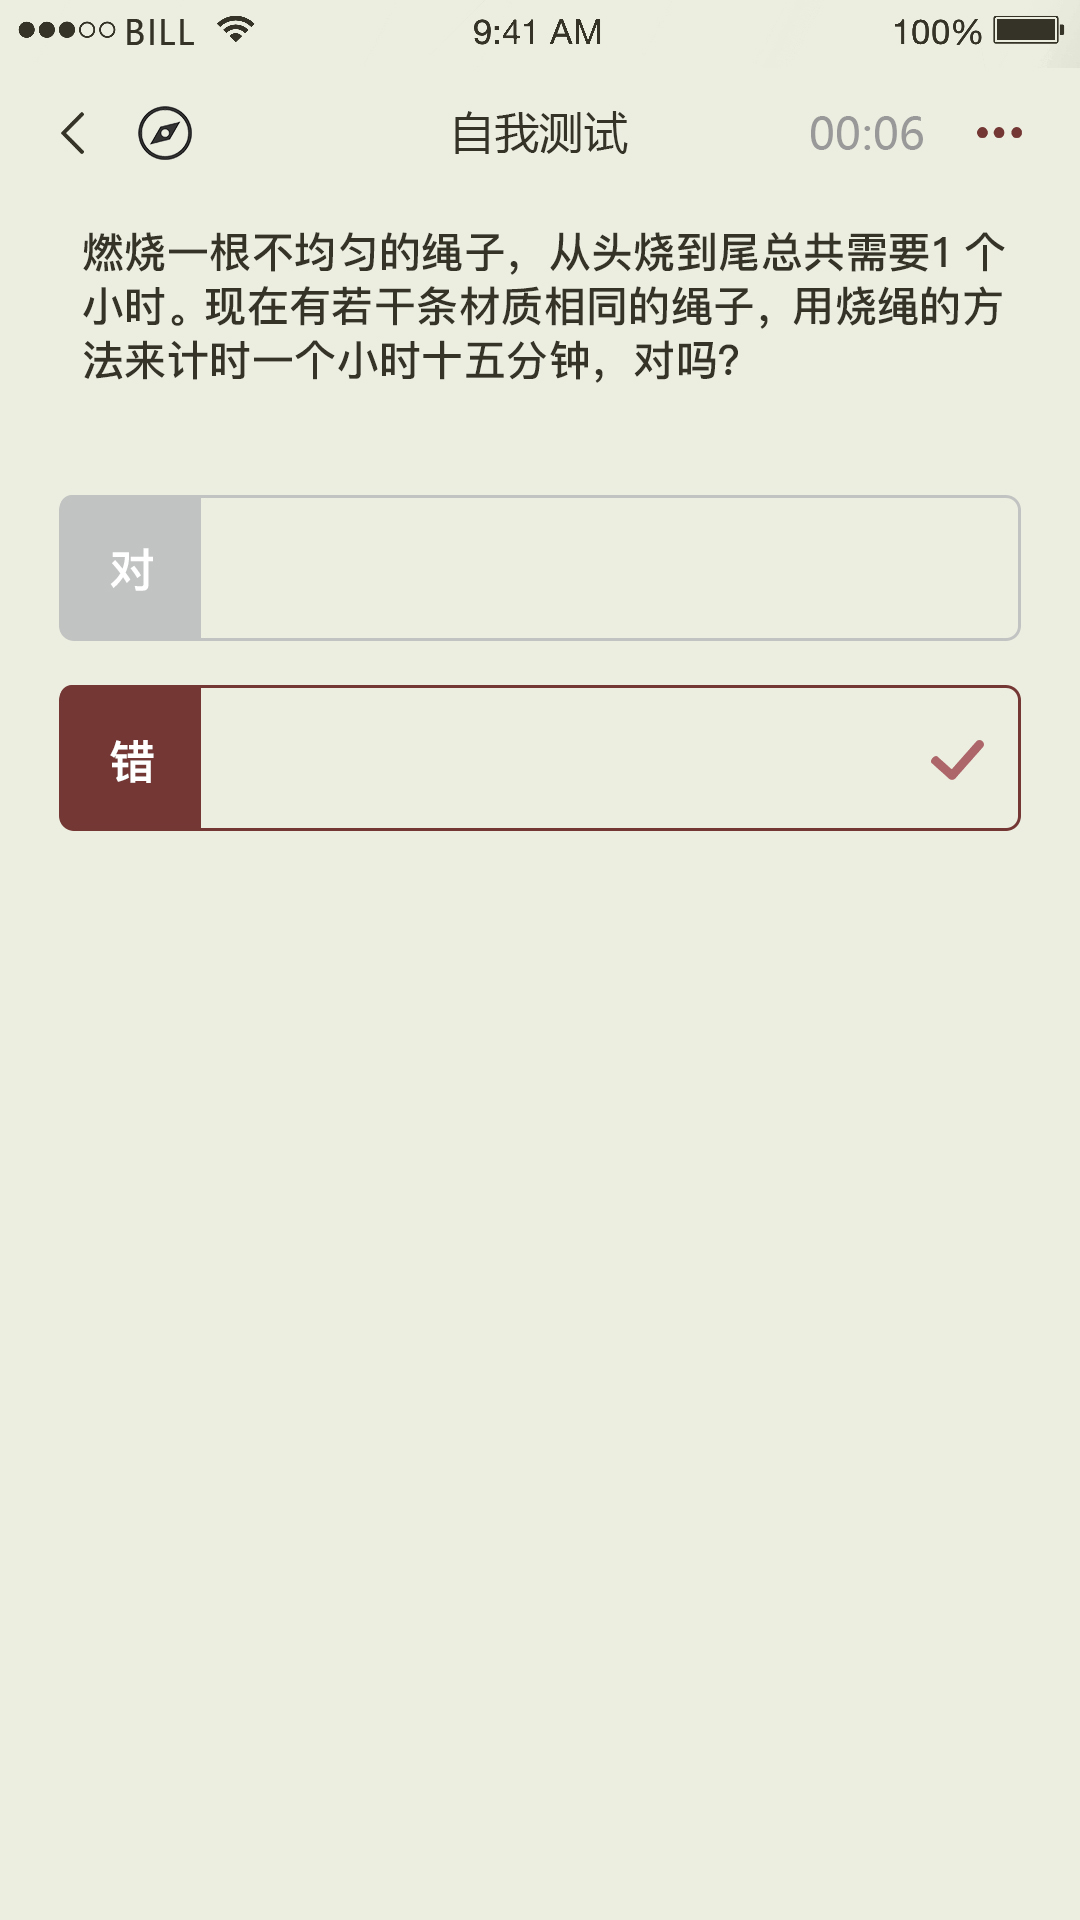 BILL 9:41 AM 100%
自我测试 00:06
燃烧一根不均匀的绳子，从头烧到尾总共需要1 个
小时。现在有若干条材质相同的绳子，用烧绳的方
法来计时一个小时十五分钟，对吗？
对
错